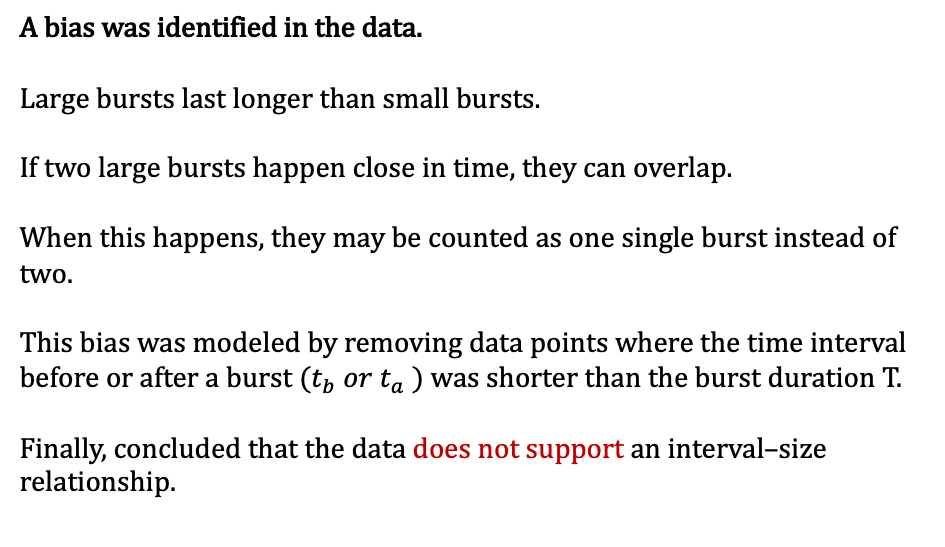 A bias was identified in the data.
Large bursts last longer than small bursts.
If two large bursts happen close in time, they can overlap.
When this happens, they may be counted as one single burst instead of
two.
This bias was modeled by removing data points where the time interval
before or after a burst (t_b or t_a ) was shorter than the burst duration T.
Finally, concluded that the data does not support an interval–size
relationship.